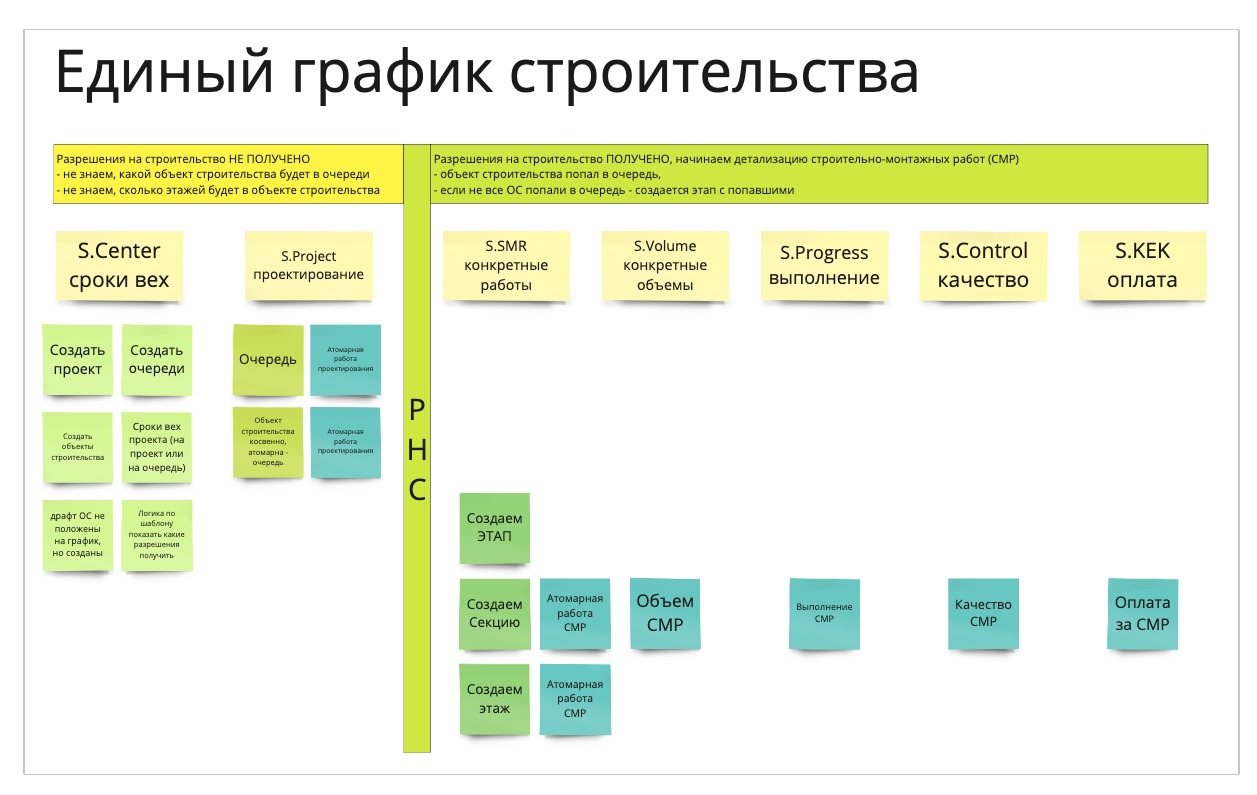 Единый график строительства
Разрешения на строительство НЕ ПОЛУЧЕНО
- не знаем, какой объект строительства будет в очереди
- не знаем, сколько этажей будет в объекте строительства
Разрешения на строительство ПОЛУЧЕНО, начинаем детализацию строительно-монтажных работ (СМР)
- объект строительства попал в очередь,
- если не все ОС попали в очередь - создается этап с попавшими
S.Center
сроки вех
S.Project
проектирование
S.SMR
конкретные
работы
S.Volume
конкретные
объемы
S.Progress
выполнение
S.Control
качество
S.KEK
оплата
Создать
проект
Создать
очереди
Очередь
Атомарная
работа
проектирования
Создать
объекты
строительства
Сроки вех
проекта (на
проект или
на очередь)
Объект
строительства
косвенно,
атомарна -
очередь
Атомарная
работа
проектирования
драфт ОС не
положены
на график,
но созданы
Логика по
шаблону
показать какие
разрешения
получить
Р
Н
С
Создаем
ЭТАП
Создаем
Секцию
Атомарная
работа
СМР
Объем
СМР
Выполнение
СМР
Качество
СМР
Оплата
за СМР
Создаем
этаж
Атомарная
работа
СМР